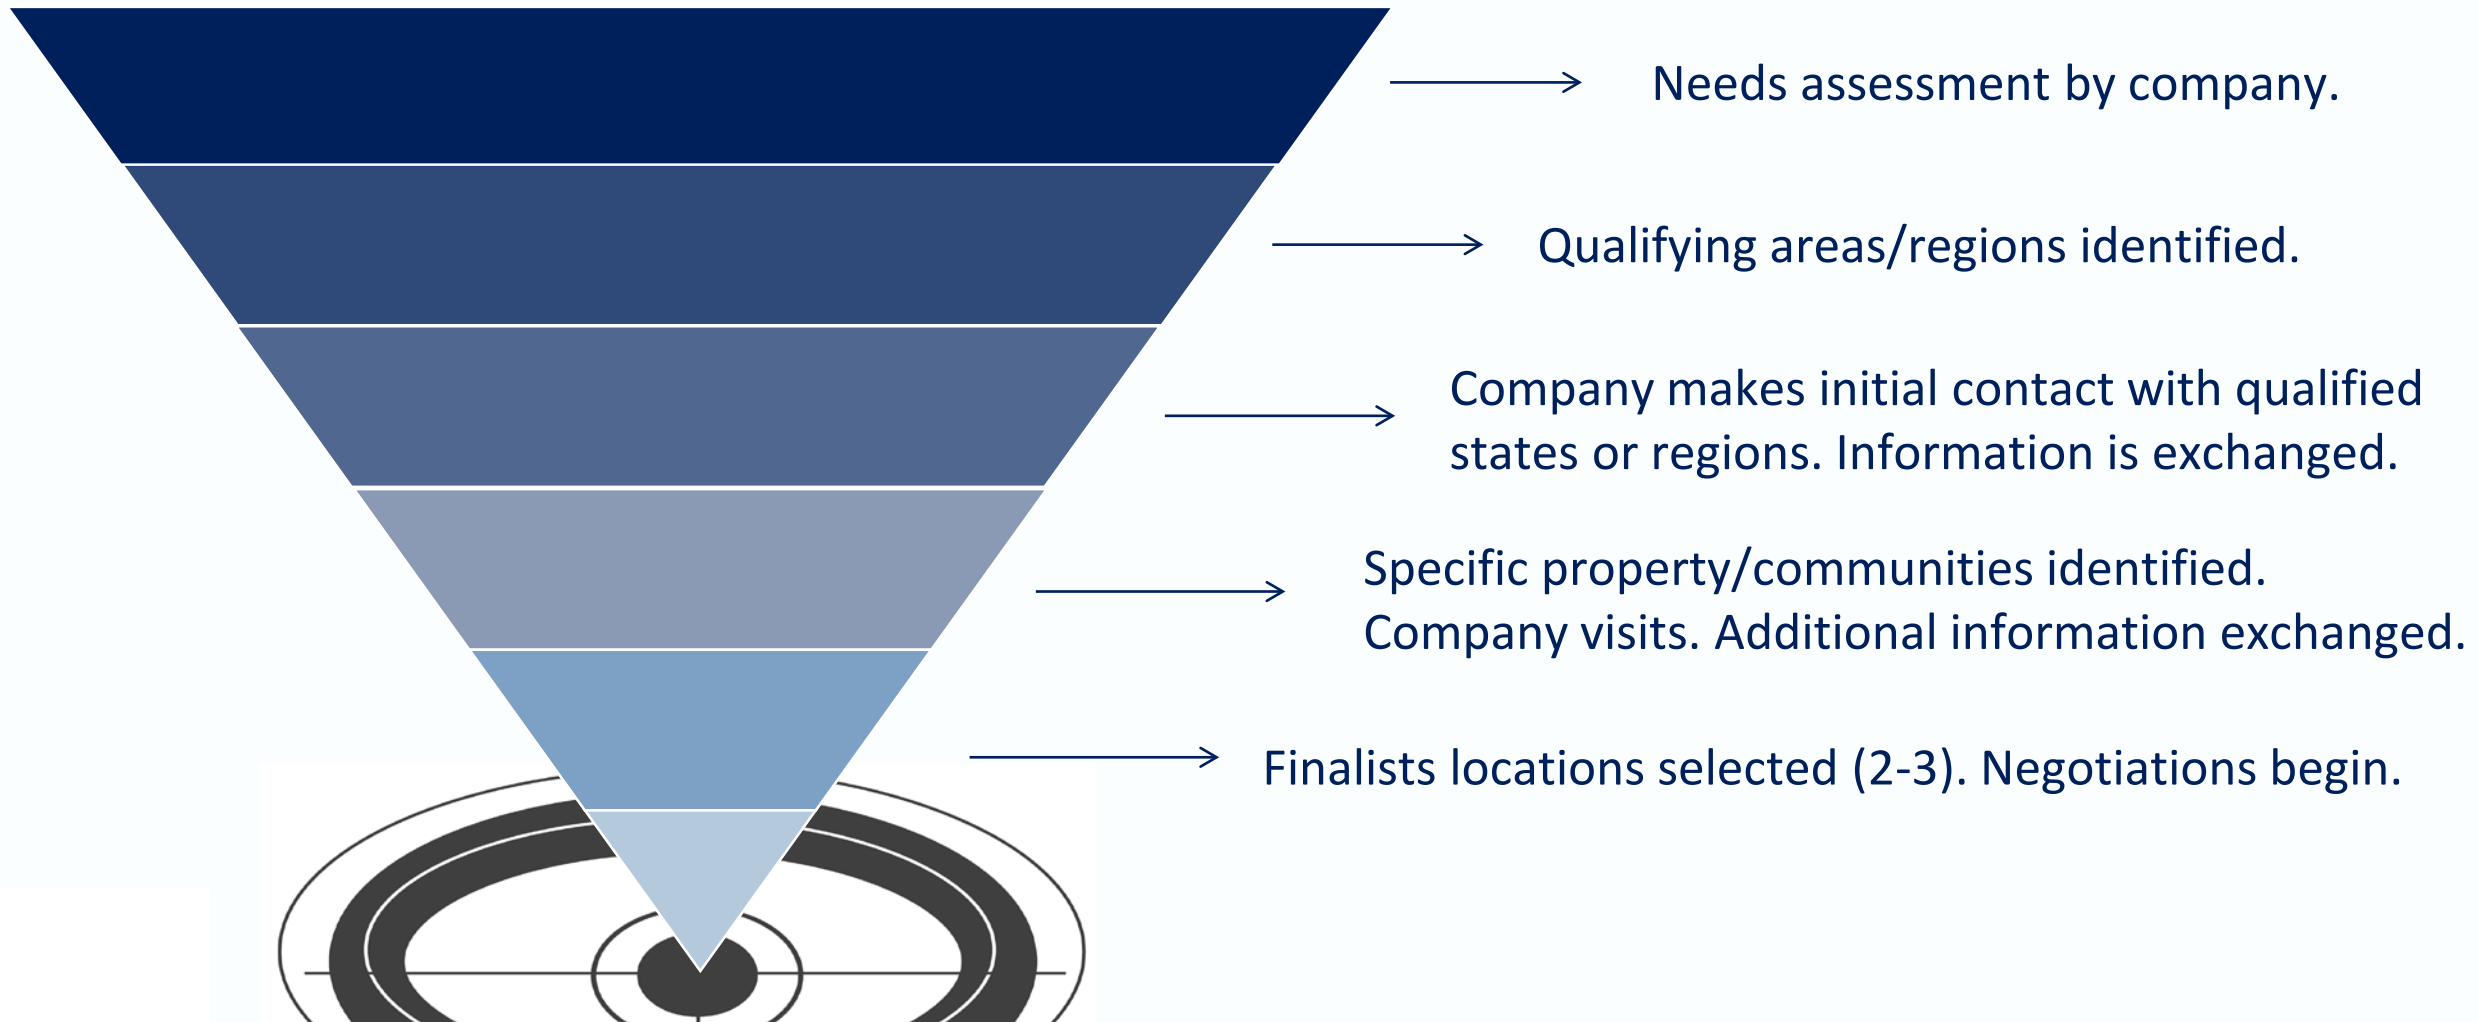 Needs assessment by company.
Qualifying areas/regions identified.
Company makes initial contact with qualified
states or regions. Information is exchanged.
Specific property/communities identified.
Company visits. Additional information exchanged.
Finalists locations selected (2-3). Negotiations begin.